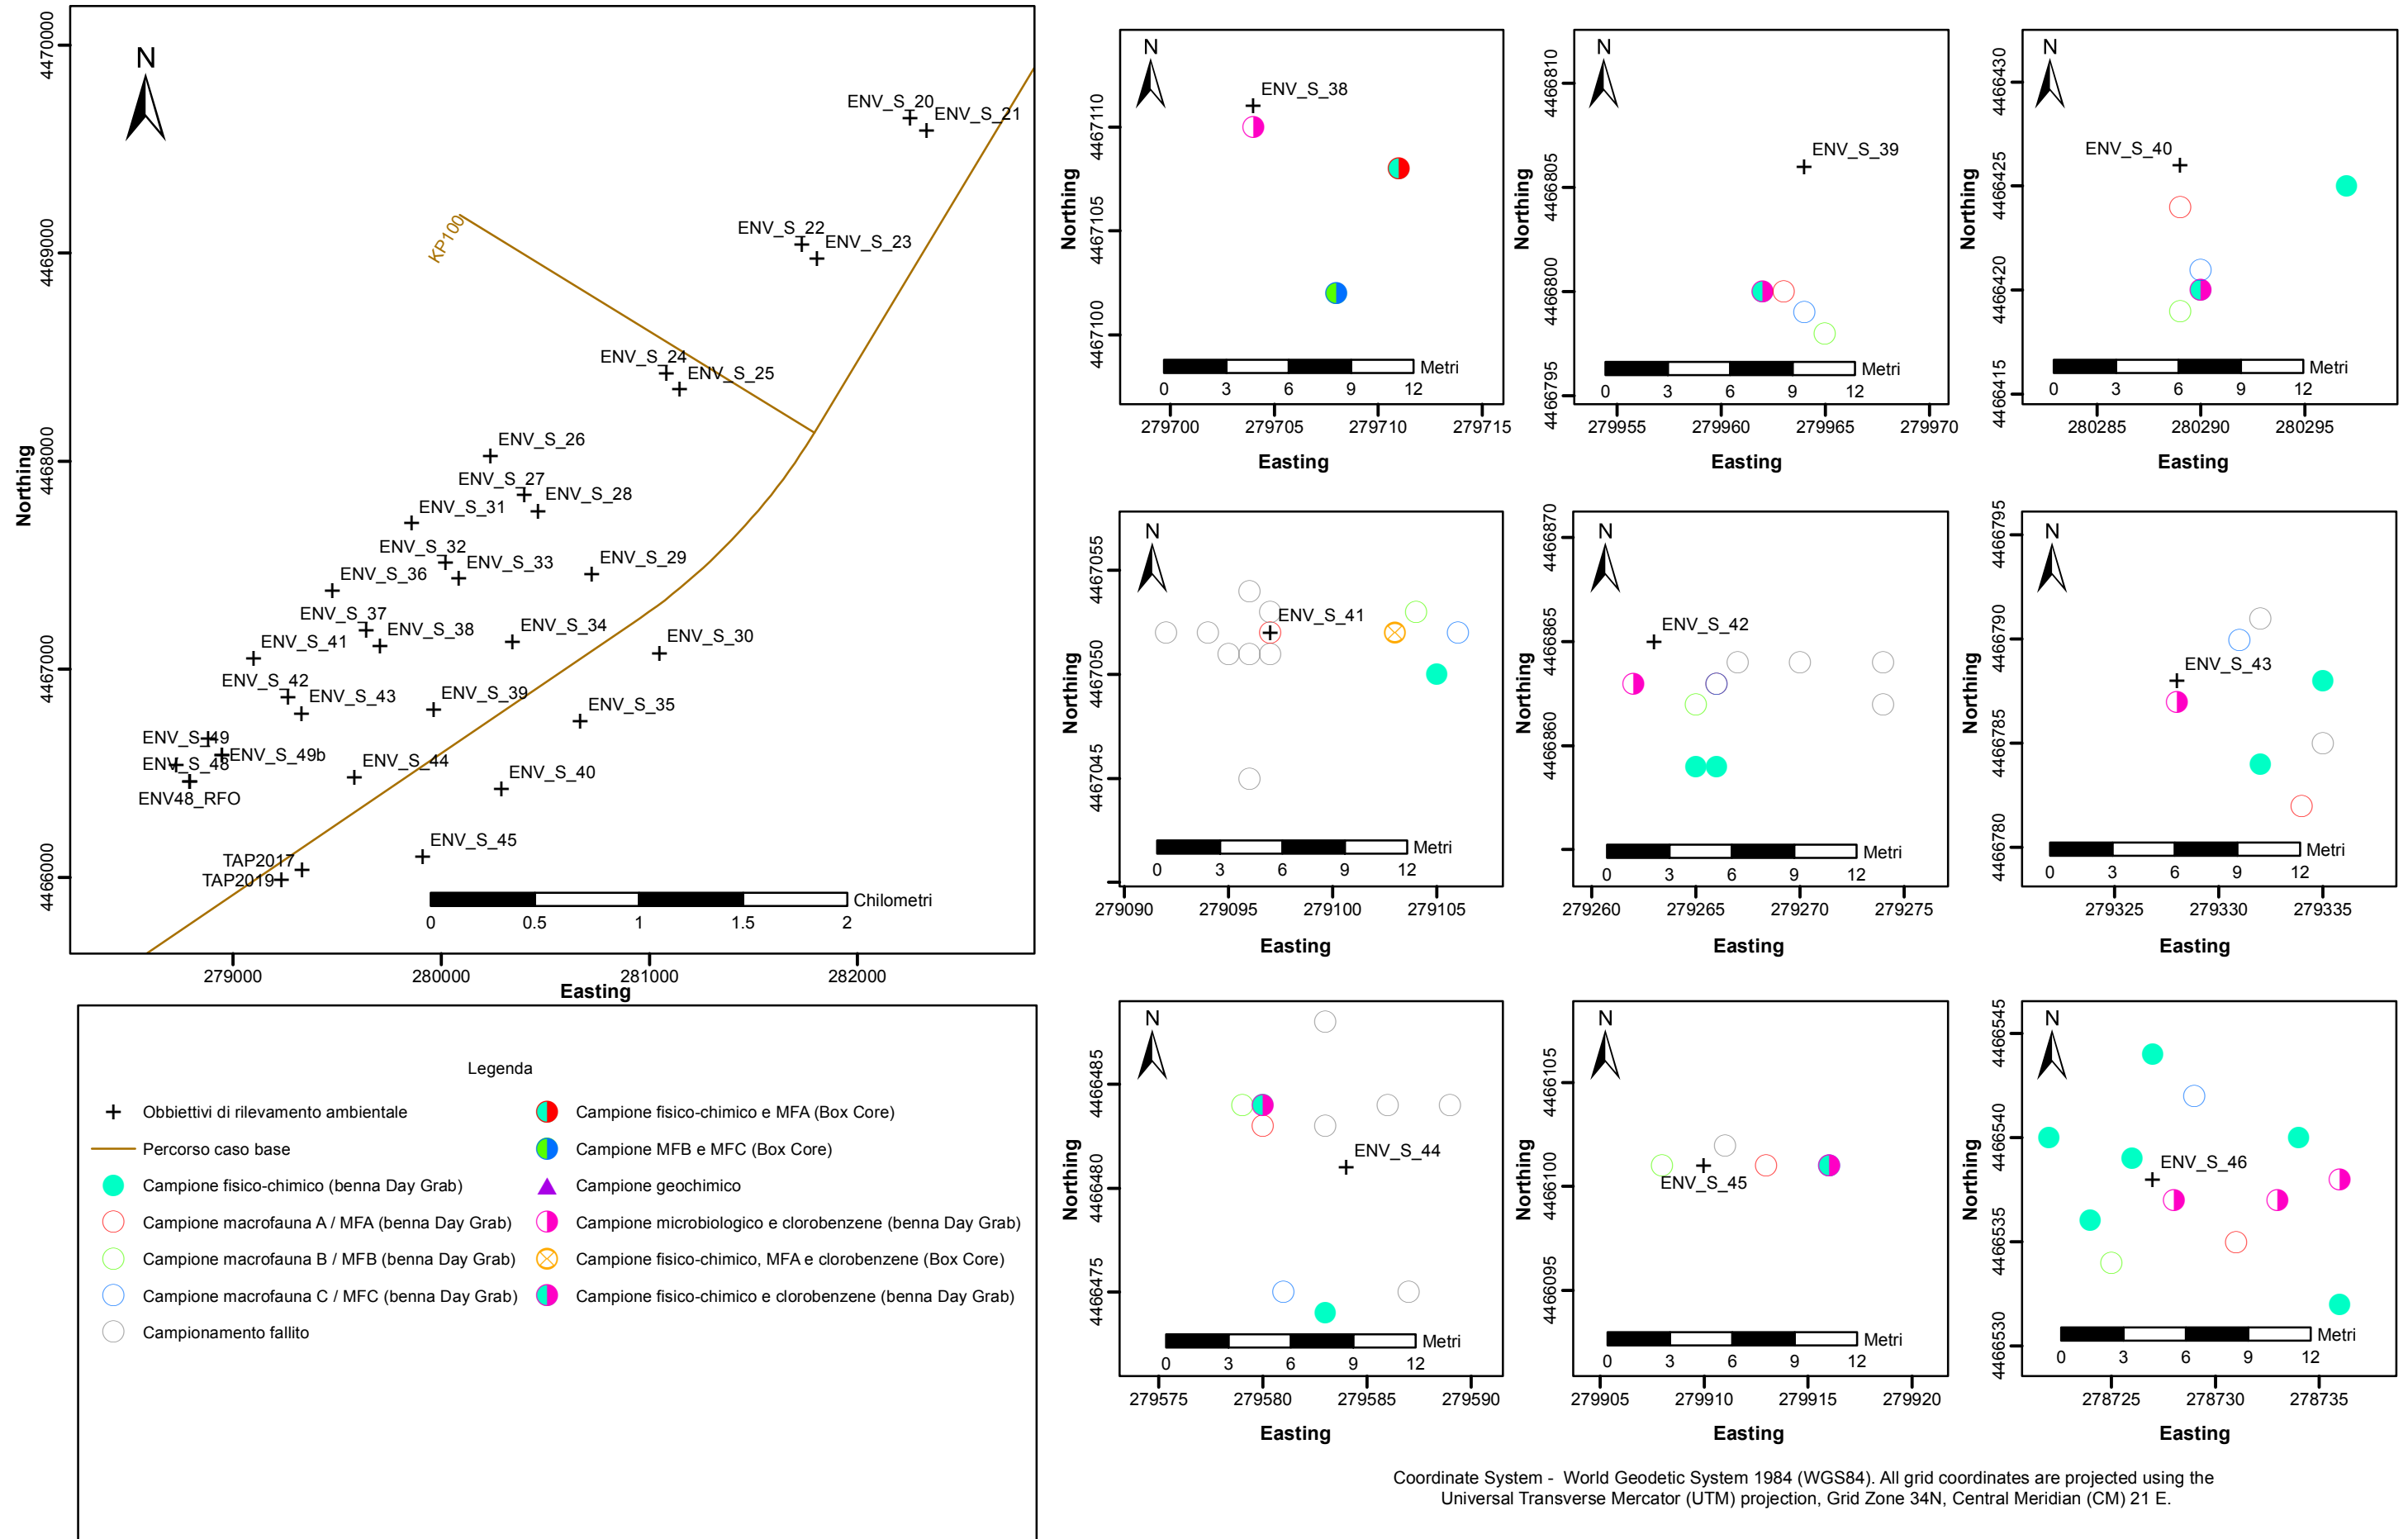 N
4470000
4469000
4468000
4467000
4466000
Northing
ENV_S_20
ENV_S_21
KP100
ENV_S_22
ENV_S_23
ENV_S_24
ENV_S_25
ENV_S_26
ENV_S_27
ENV_S_28
ENV_S_31
ENV_S_32
ENV_S_33
ENV_S_29
ENV_S_36
ENV_S_37
ENV_S_38
ENV_S_34
ENV_S_30
ENV_S_41
ENV_S_42
ENV_S_43
ENV_S_39
ENV_S_35
ENV_S_49
ENV_S_49b
ENV_S_48
ENV_S_44
ENV_S_40
ENV48_RFO
ENV_S_45
TAP2017
TAP2019
Chilometri
0 0.5 1 1.5 2
279000 280000 281000 282000
Easting
Legenda
Obbiettivi di rilevamento ambientale
Percorso caso base
Campione fisico-chimico (benna Day Grab)
Campione macrofauna A / MFA (benna Day Grab)
Campione macrofauna B / MFB (benna Day Grab)
Campione macrofauna C / MFC (benna Day Grab)
Campionamento fallito
Campione fisico-chimico e MFA (Box Core)
Campione MFB e MFC (Box Core)
Campione geochimico
Campione microbiologico e clorobenzene (benna Day Grab)
Campione fisico-chimico, MFA e clorobenzene (Box Core)
Campione fisico-chimico e clorobenzene (benna Day Grab)
N
ENV_S_38
4467110
4467105
4467100
Northing
Metri
0 3 6 9 12
279700 279705 279710 279715
Easting
N
ENV_S_39
4466810
4466805
4466800
4466795
Northing
Metri
0 3 6 9 12
279955 279960 279965 279970
Easting
N
ENV_S_40
4466430
4466425
4466420
4466415
Northing
Metri
0 3 6 9 12
280285 280290 280295
Easting
N
ENV_S_41
4467055
4467050
4467045
Northing
Metri
0 3 6 9 12
279090 279095 279100 279105
Easting
N
ENV_S_42
4466870
4466865
4466860
Northing
Metri
0 3 6 9 12
279260 279265 279270 279275
Easting
N
ENV_S_43
4466795
4466790
4466785
4466780
Northing
Metri
0 3 6 9 12
279325 279330 279335
Easting
N
ENV_S_44
4466485
4466480
4466475
Northing
Metri
0 3 6 9 12
279575 279580 279585 279590
Easting
N
ENV_S_45
4466105
4466100
4466095
Northing
Metri
0 3 6 9 12
279905 279910 279915 279920
Easting
N
ENV_S_46
4466545
4466540
4466535
4466530
Northing
Metri
0 3 6 9 12
278725 278730 278735
Easting
Coordinate System - World Geodetic System 1984 (WGS84). All grid coordinates are projected using the
Universal Transverse Mercator (UTM) projection, Grid Zone 34N, Central Meridian (CM) 21 E.